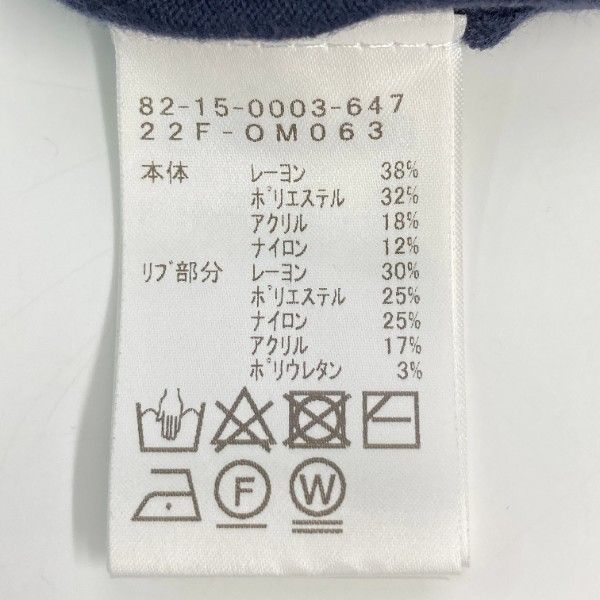 82-15-0003-647
22F-OM063
本体 レーヨン 38%
ポリエステル 32%
アクリル 18%
ナイロン 12%
リブ部分 レーヨン 30%
ポリエステル 25%
ナイロン 25%
アクリル 17%
ポリウレタン 3%
F W